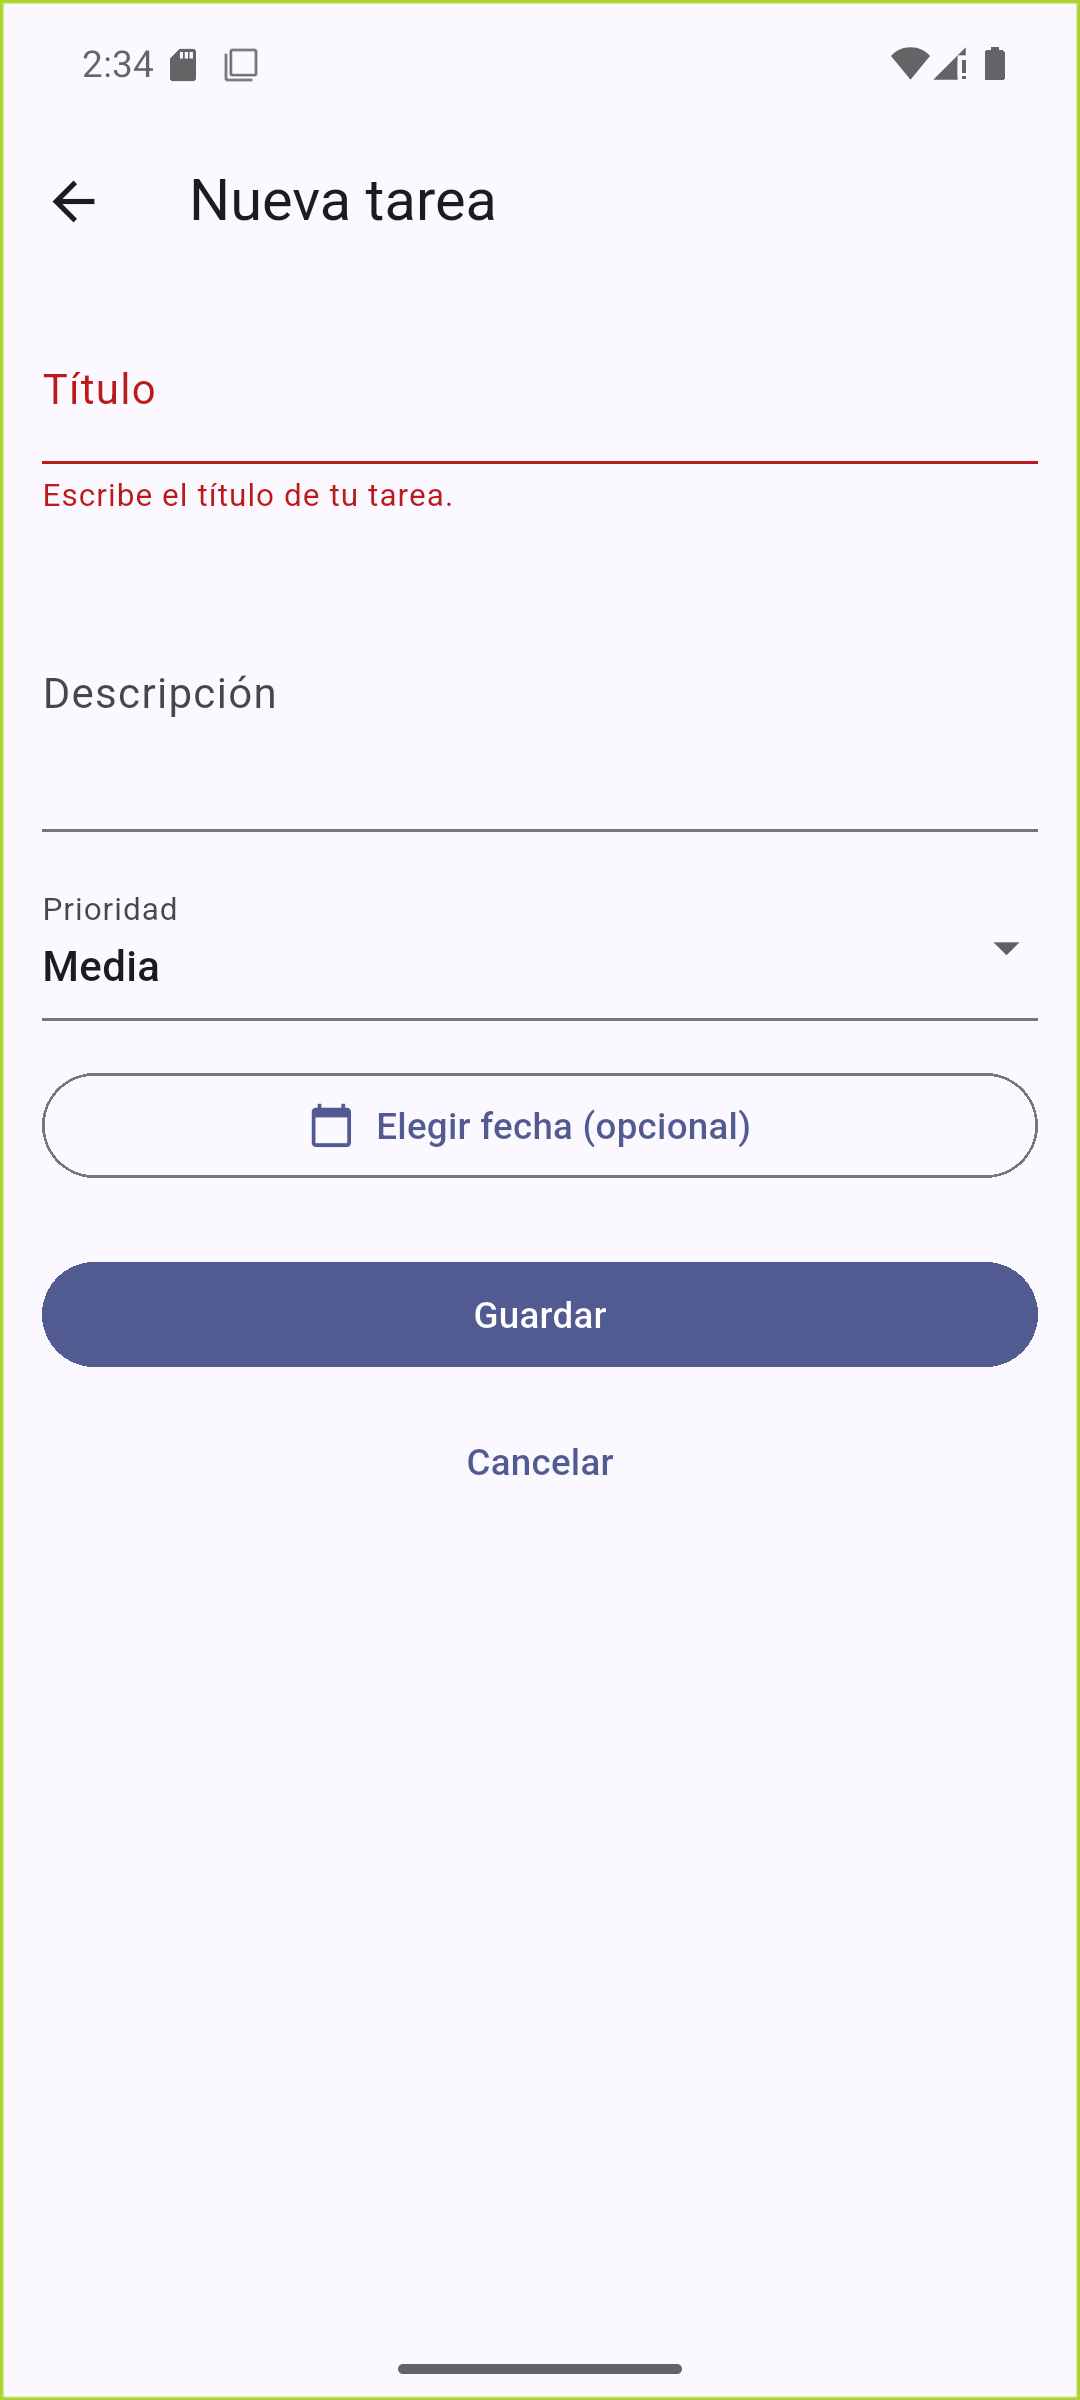 2:34
Nueva tarea
Título
Escribe el título de tu tarea.
Descripción
Prioridad
Media
Elegir fecha (opcional)
Guardar
Cancelar